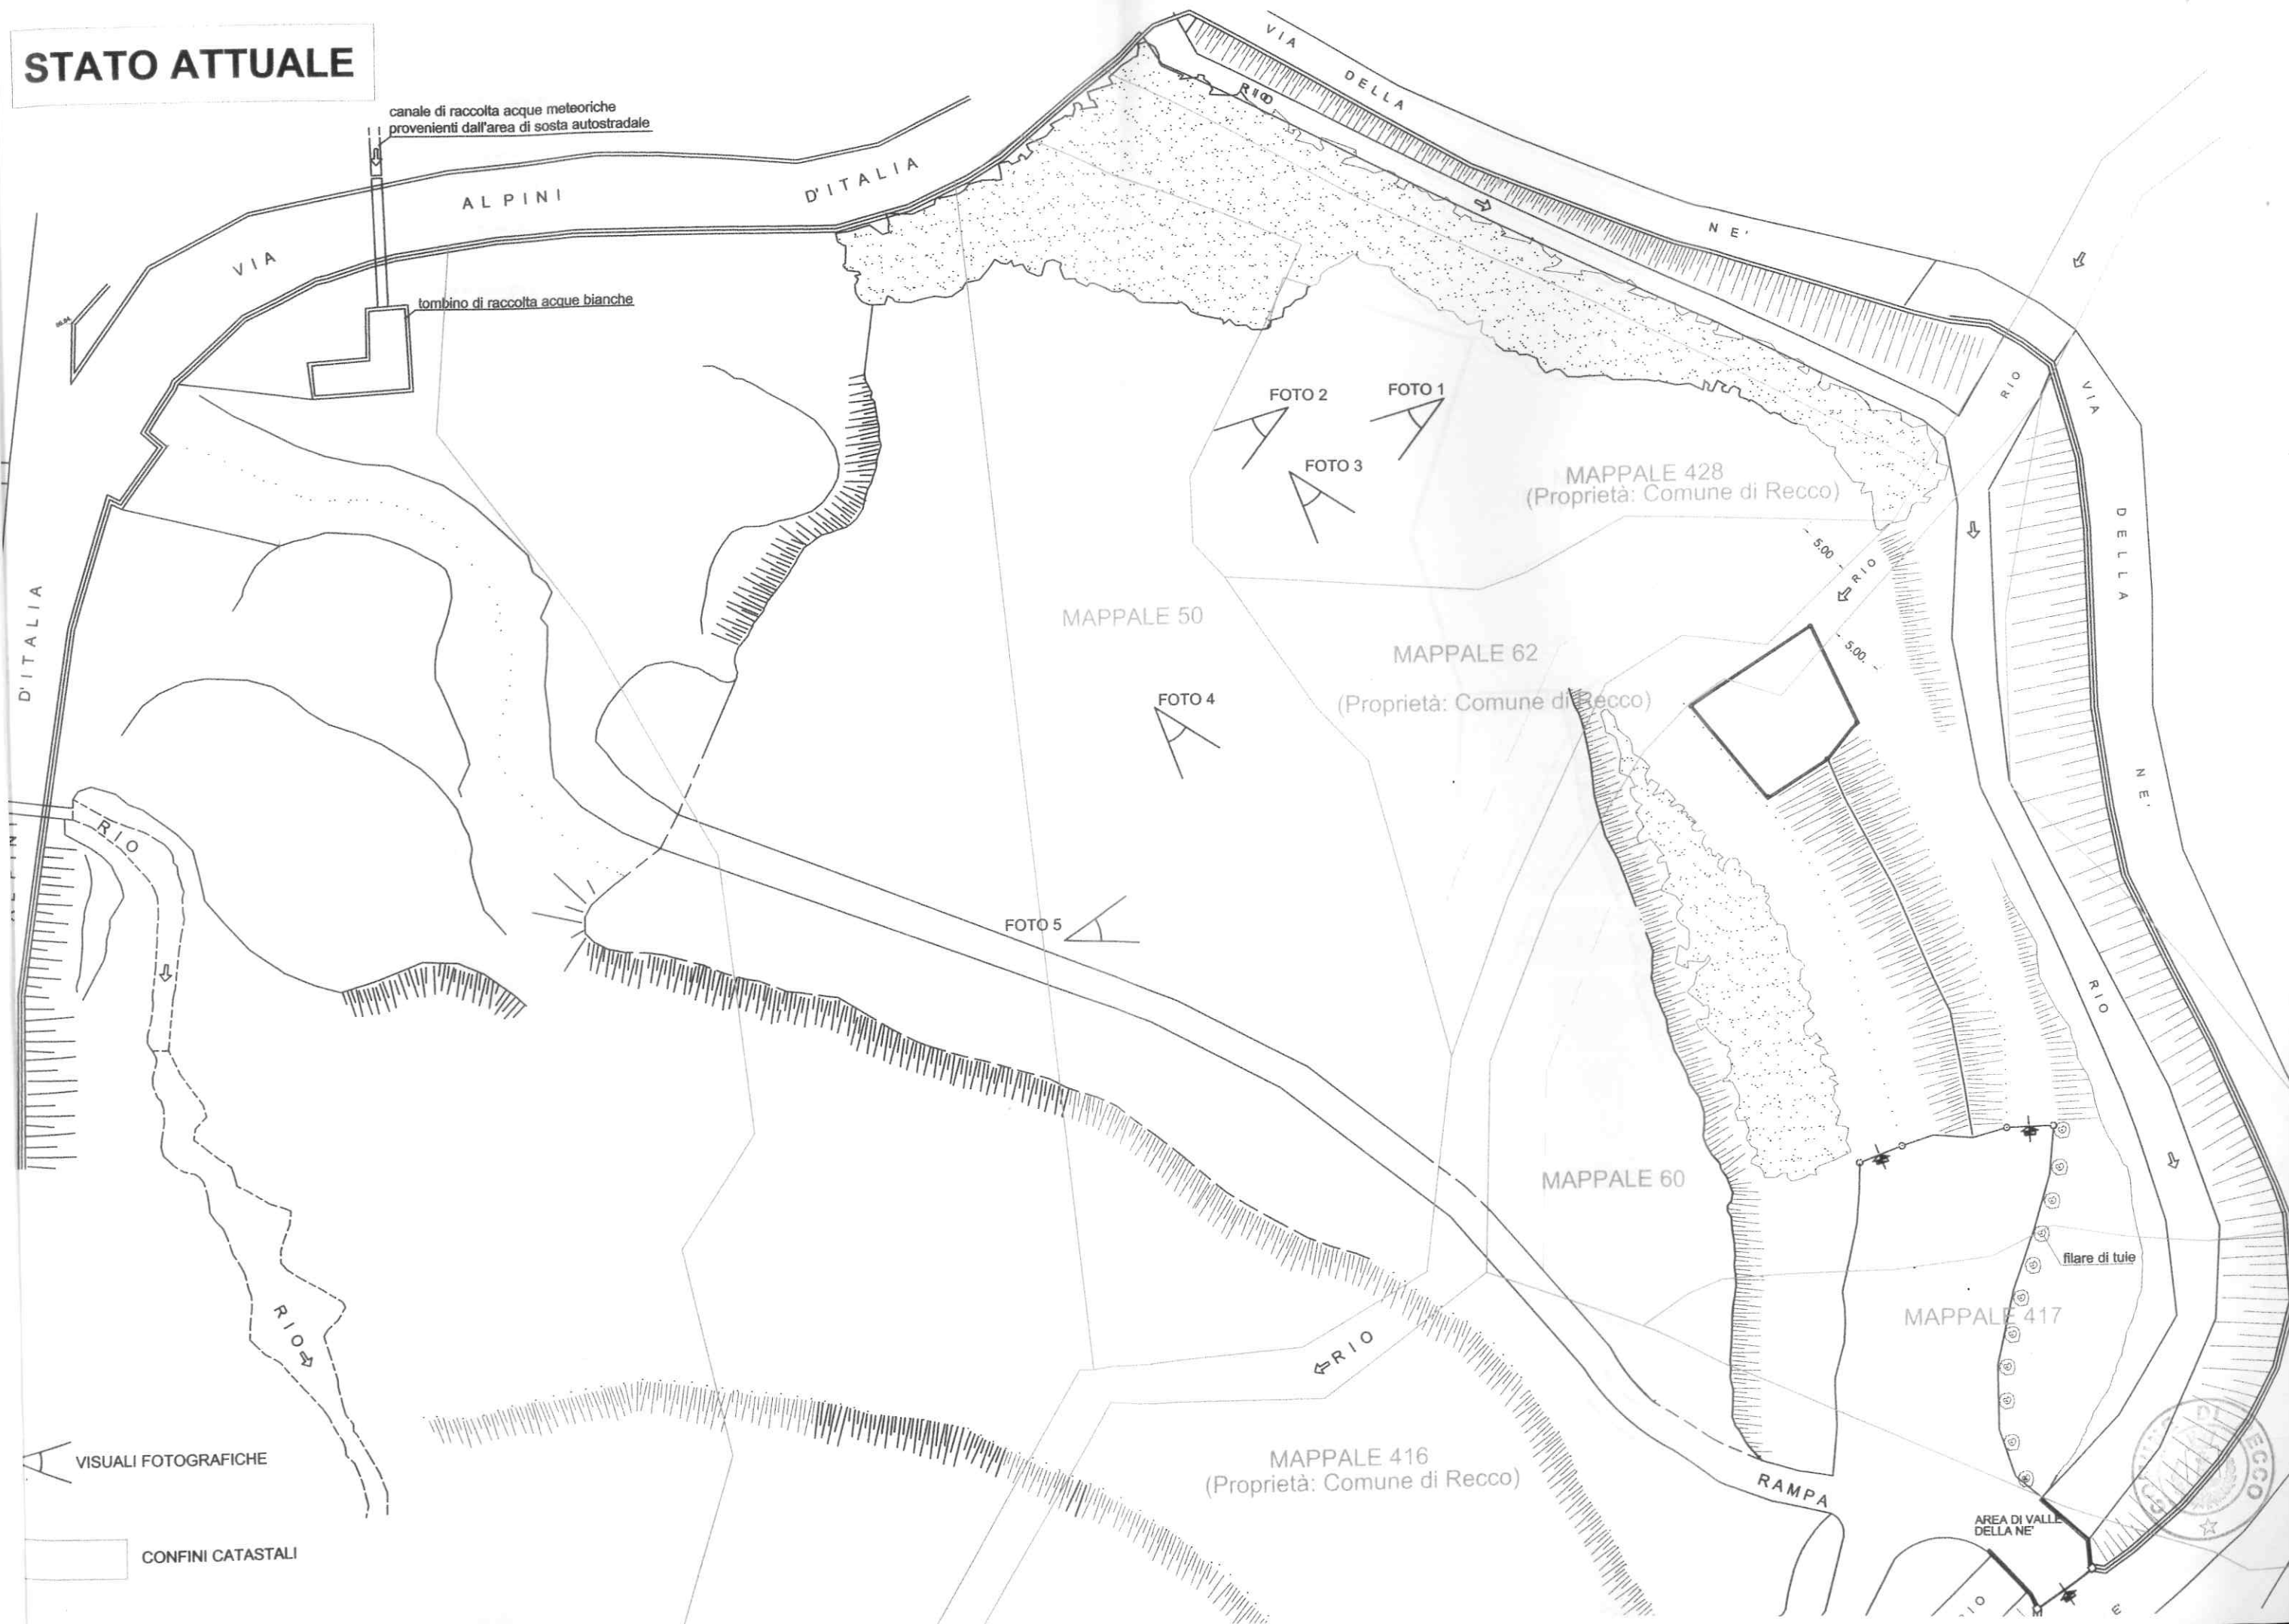 STATO ATTUALE
canale di raccolta acque meteoriche
provenienti dall'area di sosta autostradale
VIA
ALPINI
D'ITALIA
tombino di raccolta acque bianche
VIA
DELLA
NE'
RIO
RIO
VIA
DELLA
NE'
FOTO 2
FOTO 1
FOTO 3
MAPPALE 428
(Proprietà: Comune di Recco)
- 5.00 -
RIO
- 5.00. -
MAPPALE 50
MAPPALE 62
(Proprietà: Comune di Recco)
FOTO 4
D'ITALIA
ALPINI
RIO
FOTO 5
RIO
MAPPALE 60
filare di tuie
MAPPALE 417
RIO
RIO
MAPPALE 416
(Proprietà: Comune di Recco)
RAMPA
AREA DI VALLE
DELLA NE'
VISUALI FOTOGRAFICHE
CONFINI CATASTALI